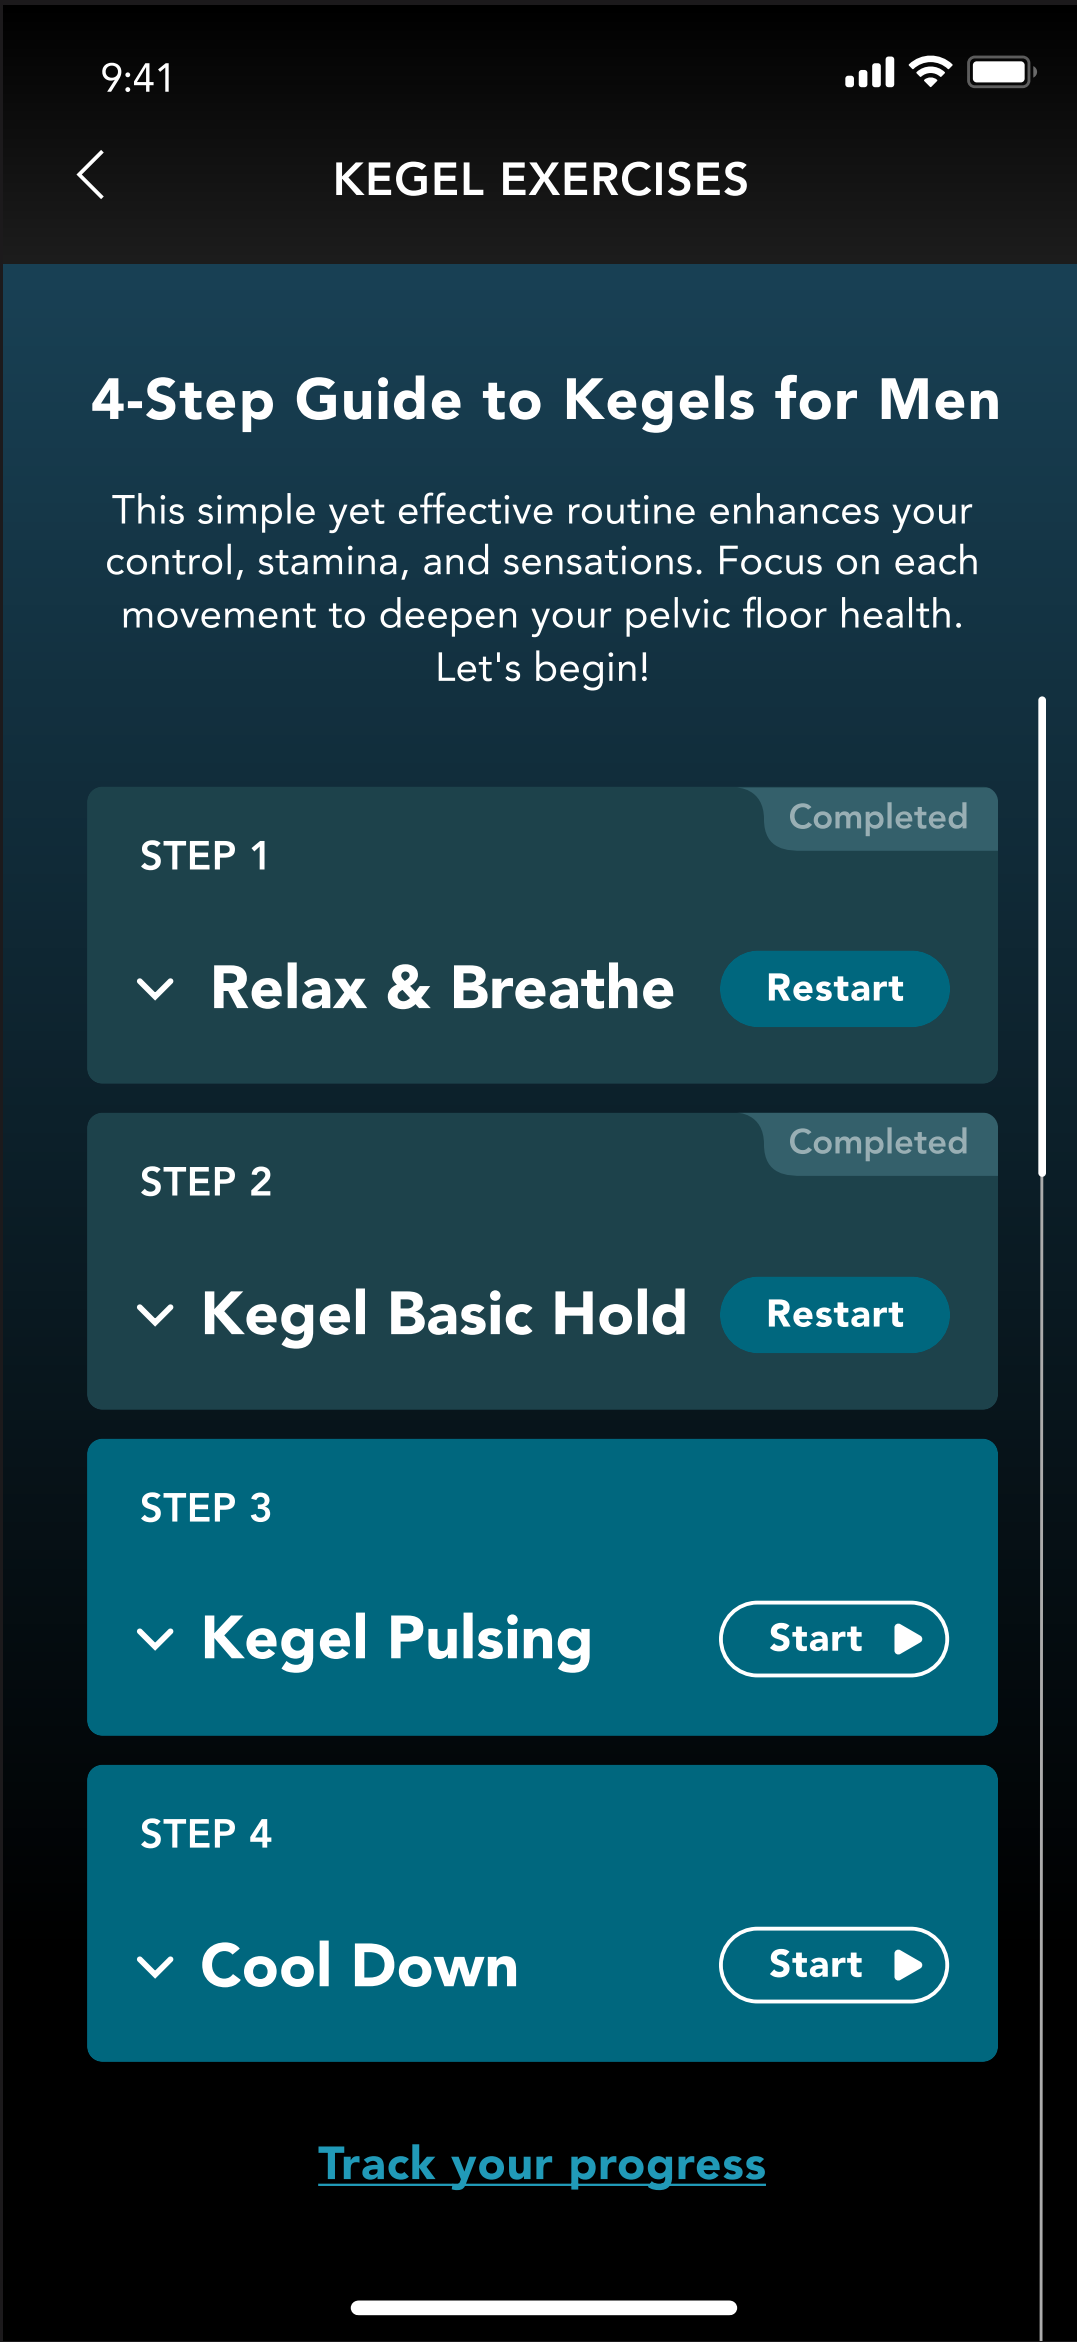 9:41
KEGEL EXERCISES
4-Step Guide to Kegels for Men
This simple yet effective routine enhances your
control, stamina, and sensations. Focus on each
movement to deepen your pelvic floor health.
Let's begin!
Completed
STEP 1
Relax & Breathe
Restart
Completed
STEP 2
Kegel Basic Hold
Restart
STEP 3
Kegel Pulsing
Start
STEP 4
Cool Down
Start
Track your progress